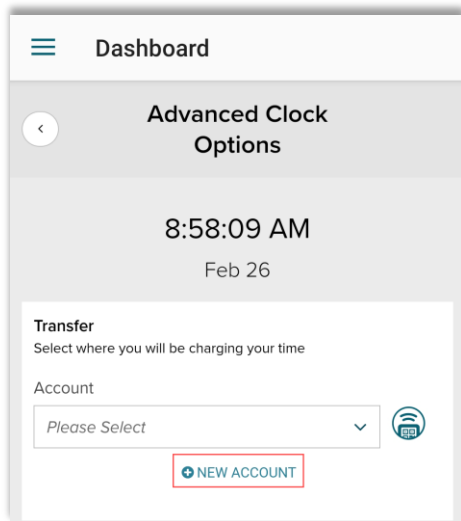 Dashboard
Advanced Clock
Options
8:58:09 AM
Feb 26
Transfer
Select where you will be charging your time
Account
Please Select
NEW ACCOUNT